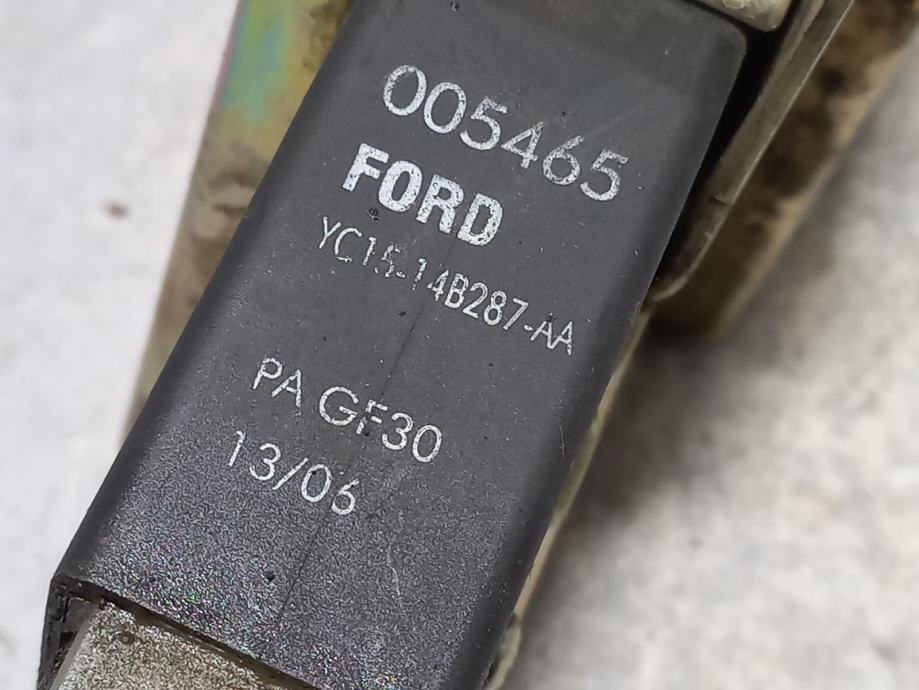 005465
FORD
YC15-14B287-AA
PA GF30
13/06